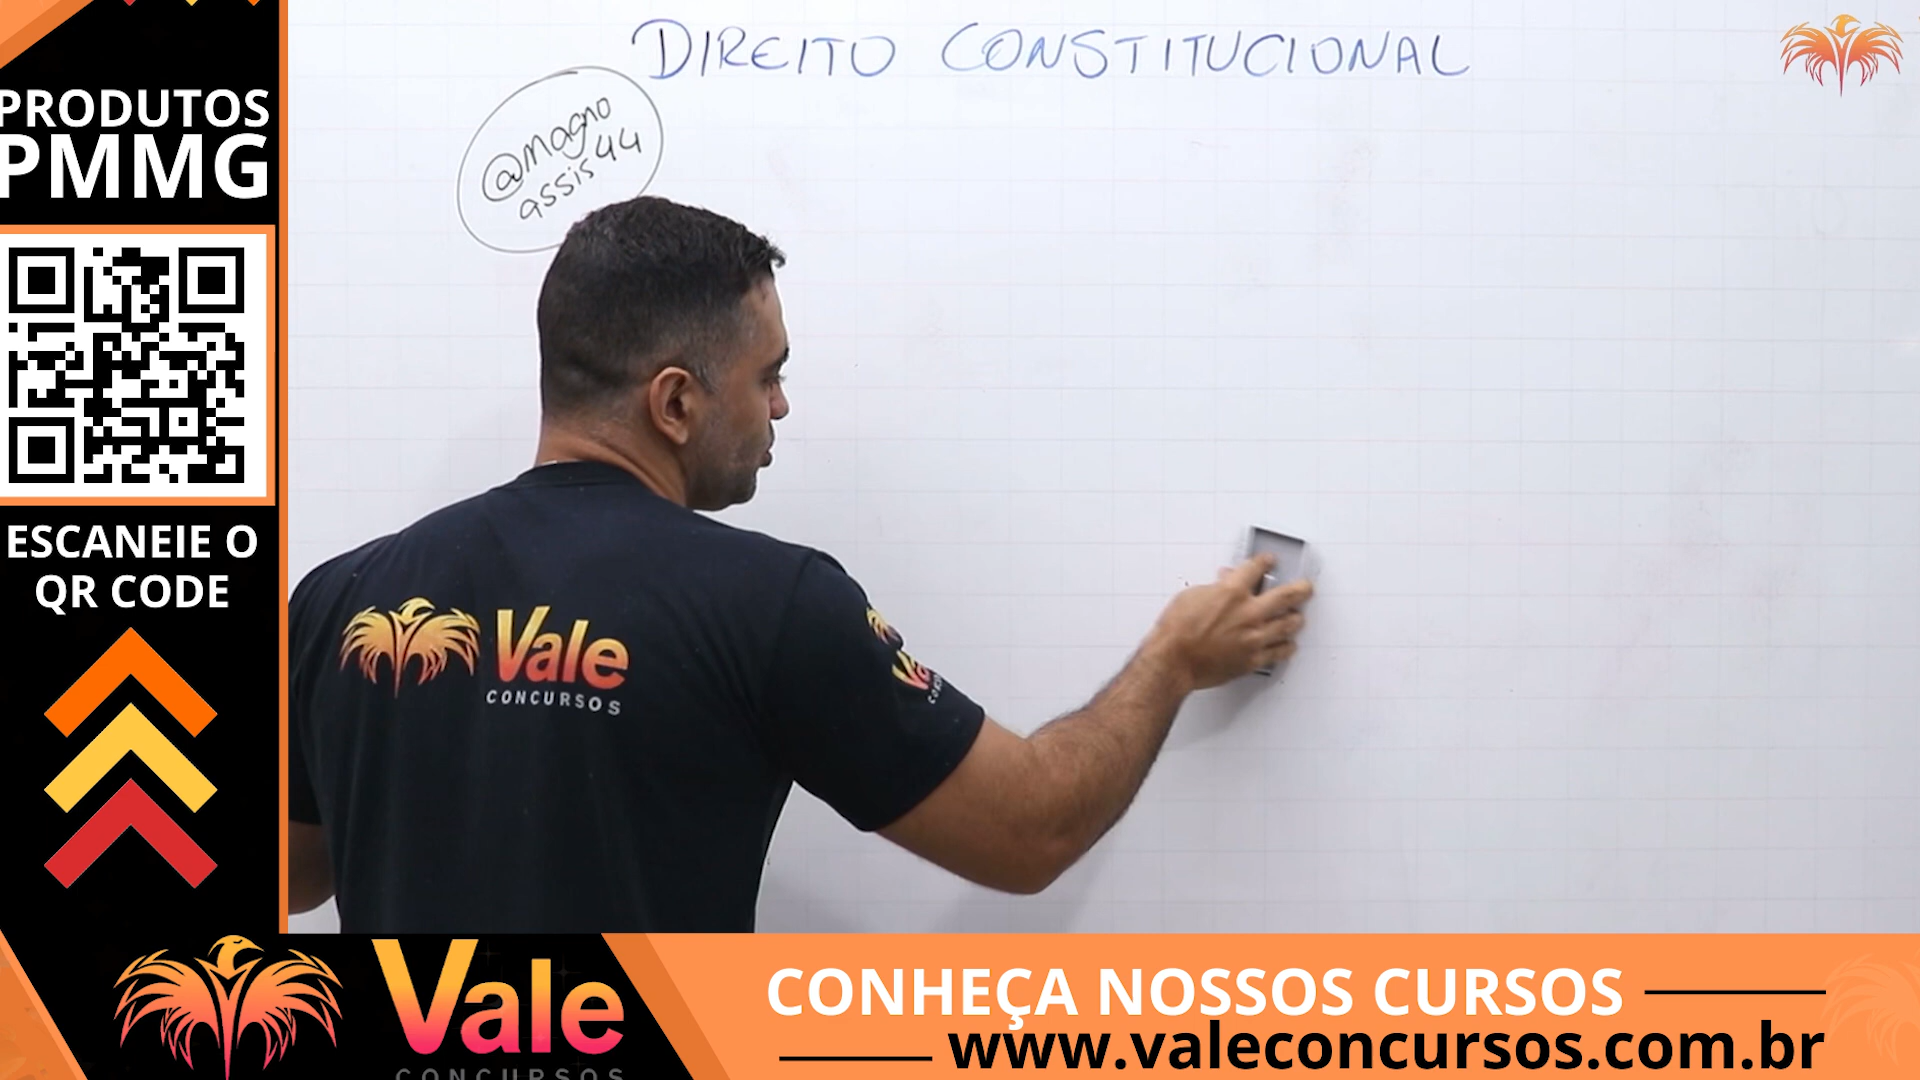 PRODUTOS
PMMG
ESCANEIE O
QR CODE
DIREITO CONSTITUCIONAL
@magno
assis44
Vale
CONCURSOS
Vale
CONCURSOS
CONHEÇA NOSSOS CURSOS
www.valeconcursos.com.br